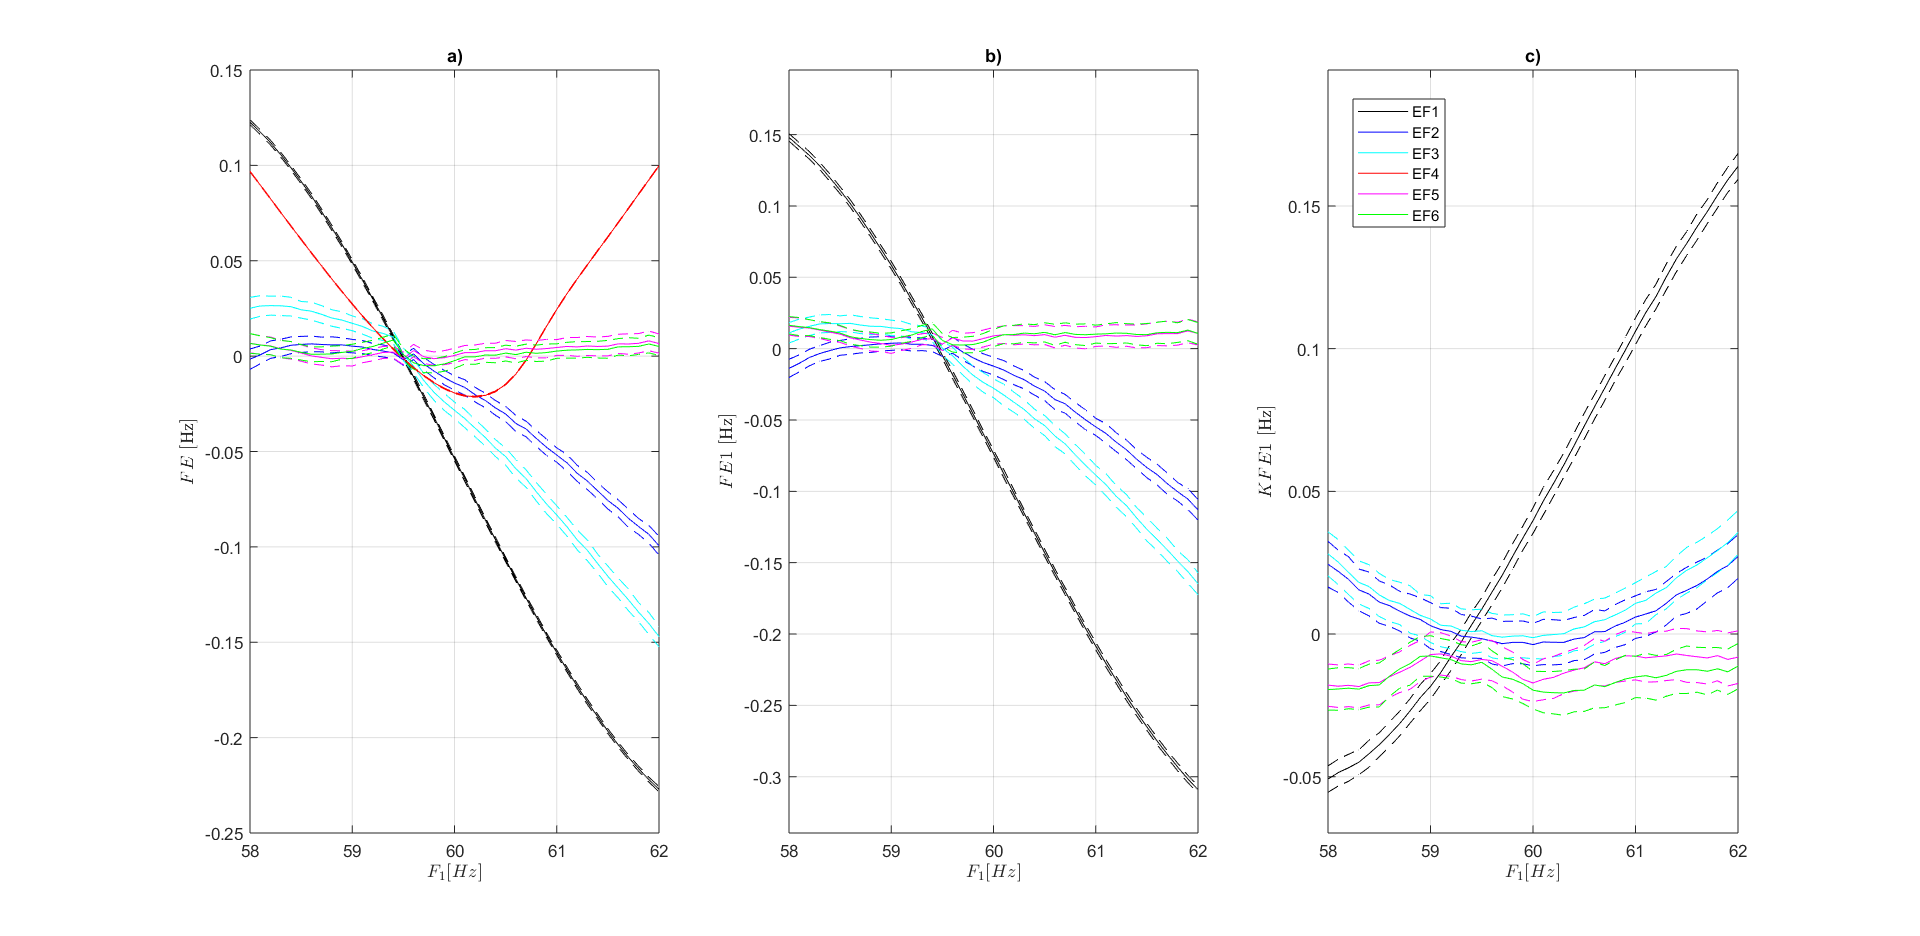 a)
0.15
0.1
0.05
0
-0.05
-0.1
-0.15
-0.2
-0.25
FE [Hz]
58 59 60 61 62
F1[Hz]
b)
0.15
0.1
0.05
0
-0.05
-0.1
-0.15
-0.2
-0.25
-0.3
FE1 [Hz]
58 59 60 61 62
F1[Hz]
c)
EF1
EF2
EF3
EF4
EF5
EF6
0.15
0.1
0.05
0
-0.05
KFE1 [Hz]
58 59 60 61 62
F1[Hz]